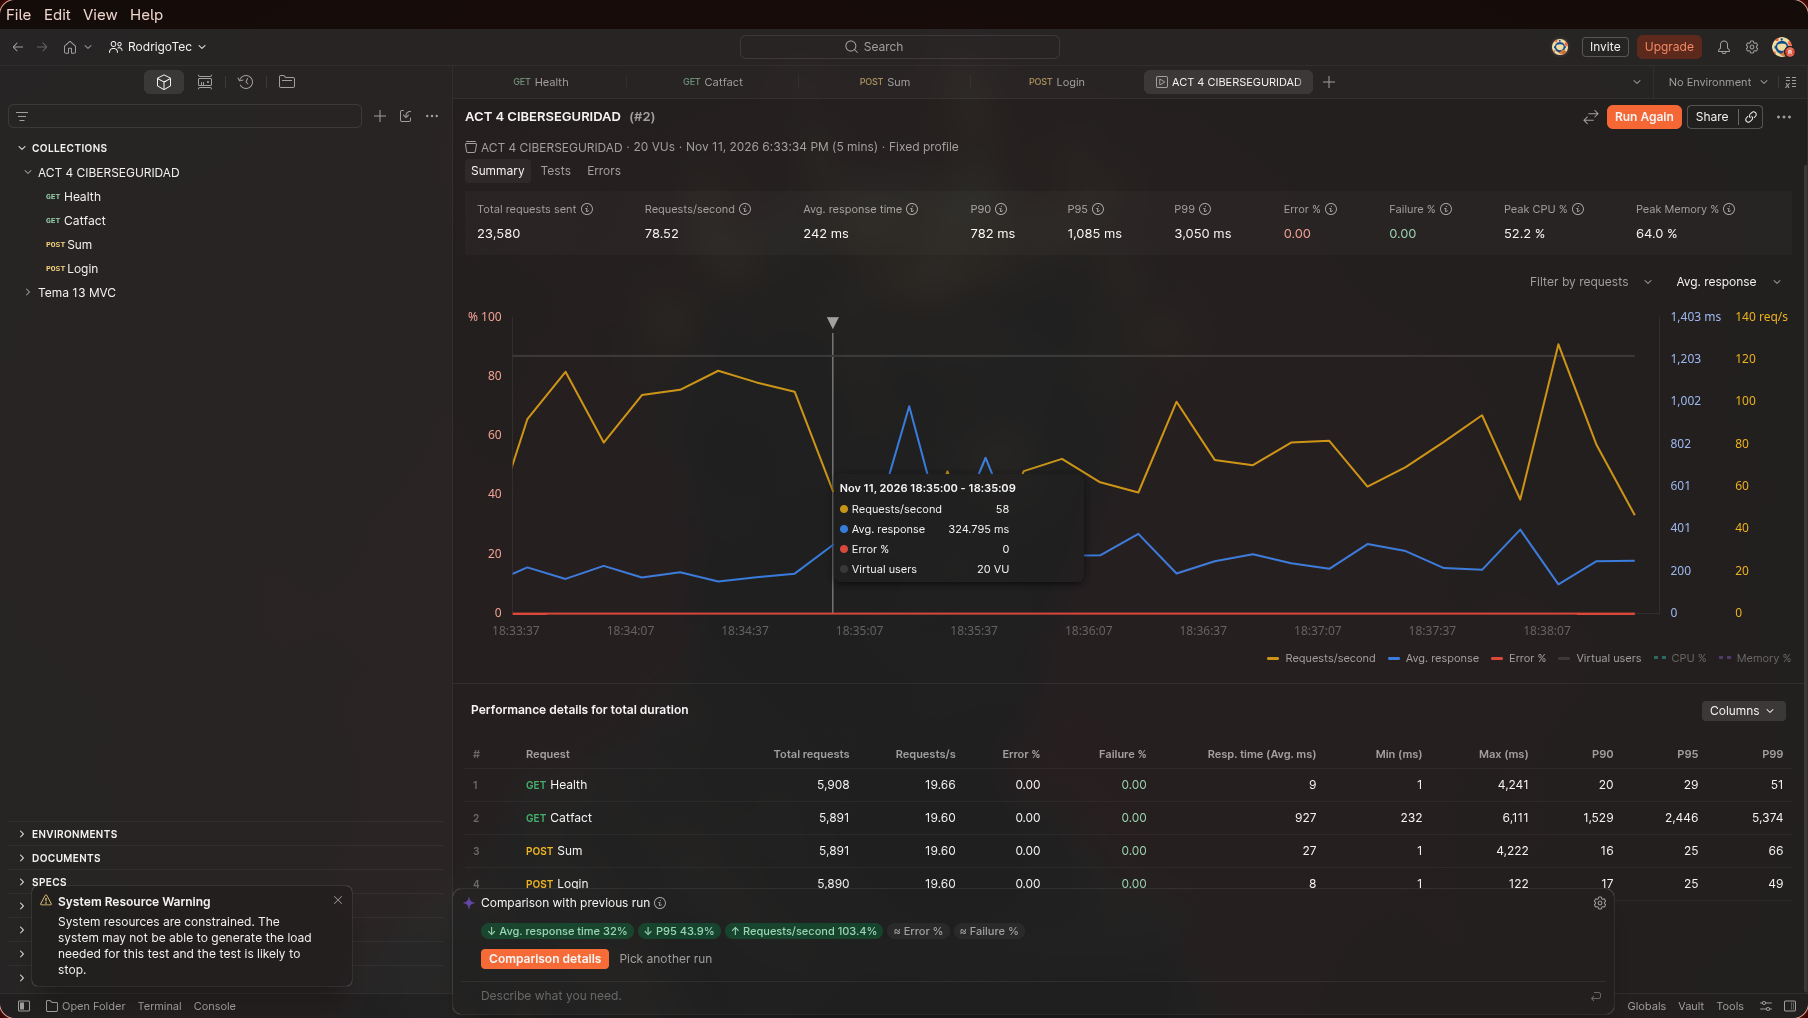 File Edit View Help
RodrigoTec
Search
Invite
Upgrade
GET Health
GET Catfact
POST Sum
POST Login
ACT 4 CIBERSEGURIDAD
No Environment
COLLECTIONS
ACT 4 CIBERSEGURIDAD
GET Health
GET Catfact
POST Sum
POST Login
Tema 13 MVC
ENVIRONMENTS
DOCUMENTS
SPECS
System Resource Warning
System resources are constrained. The
system may not be able to generate the load
needed for this test and the test is likely to
stop.
ACT 4 CIBERSEGURIDAD (#2)
Run Again
Share
ACT 4 CIBERSEGURIDAD · 20 VUs · Nov 11, 2026 6:33:34 PM (5 mins) · Fixed profile
Summary Tests Errors
Total requests sent Requests/second Avg. response time P90 P95 P99 Error % Failure % Peak CPU % Peak Memory %
23,580 78.52 242 ms 782 ms 1,085 ms 3,050 ms 0.00 0.00 52.2 % 64.0 %
Filter by requests Avg. response
% 100 1,403 ms 140 req/s
1,203 120
80
1,002 100
60
802 80
40
601 60
401 40
20
200 20
0 0 0
Nov 11, 2026 18:35:00 - 18:35:09
Requests/second 58
Avg. response 324.795 ms
Error % 0
Virtual users 20 VU
18:33:37 18:34:07 18:34:37 18:35:07 18:35:37 18:36:07 18:36:37 18:37:07 18:37:37 18:38:07
Requests/second Avg. response Error % Virtual users CPU % Memory %
Performance details for total duration
Columns
# Request Total requests Requests/s Error % Failure % Resp. time (Avg. ms) Min (ms) Max (ms) P90 P95 P99
1 GET Health 5,908 19.66 0.00 0.00 9 1 4,241 20 29 51
2 GET Catfact 5,891 19.60 0.00 0.00 927 232 6,111 1,529 2,446 5,374
3 POST Sum 5,891 19.60 0.00 0.00 27 1 4,222 16 25 66
4 POST Login 5,890 19.60 0.00 0.00 8 1 122 17 25 49
Comparison with previous run
↓ Avg. response time 32% ↓ P95 43.9% ↑ Requests/second 103.4% ≈ Error % ≈ Failure %
Comparison details Pick another run
Describe what you need.
Open Folder Terminal Console
Globals Vault Tools